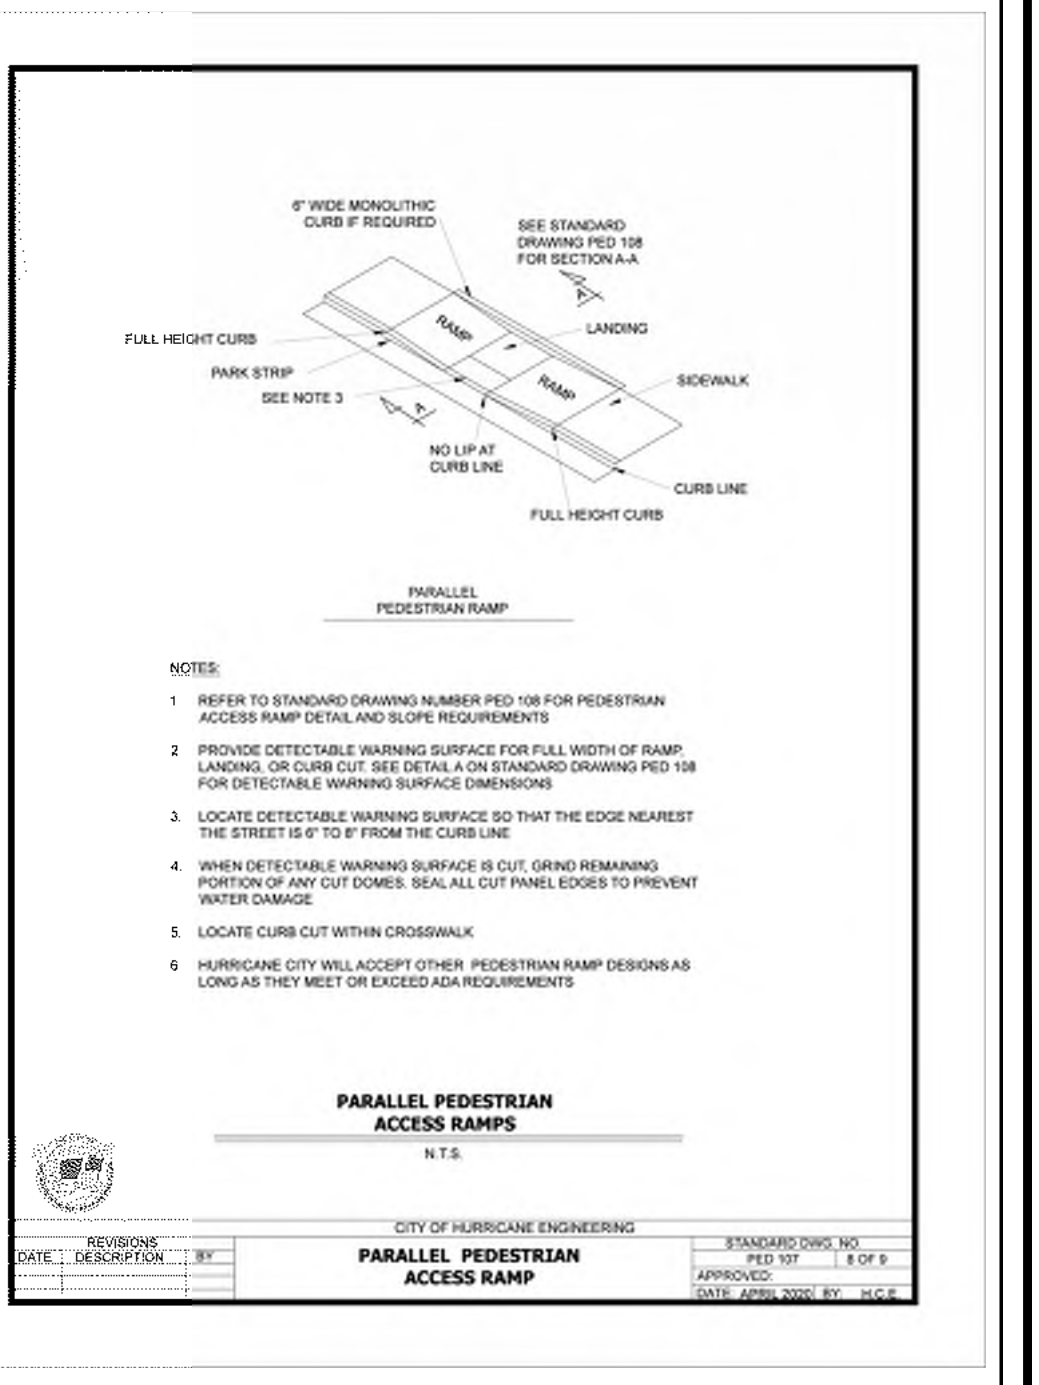 6" WIDE MONOLITHIC
CURB IF REQUIRED
SEE STANDARD
DRAWING PED 108
FOR SECTION A-A
A
RAMP
LANDING
FULL HEIGHT CURB
PARK STRIP
RAMP
SIDEWALK
SEE NOTE 3
A
NO LIP AT
CURB LINE
CURB LINE
FULL HEIGHT CURB
PARALLEL
PEDESTRIAN RAMP
NOTES:
1 REFER TO STANDARD DRAWING NUMBER PED 108 FOR PEDESTRIAN
ACCESS RAMP DETAIL AND SLOPE REQUIREMENTS
2 PROVIDE DETECTABLE WARNING SURFACE FOR FULL WIDTH OF RAMP,
LANDING, OR CURB CUT. SEE DETAIL A ON STANDARD DRAWING PED 108
FOR DETECTABLE WARNING SURFACE DIMENSIONS
3. LOCATE DETECTABLE WARNING SURFACE SO THAT THE EDGE NEAREST
THE STREET IS 6" TO 8" FROM THE CURB LINE
4. WHEN DETECTABLE WARNING SURFACE IS CUT, GRIND REMAINING
PORTION OF ANY CUT DOMES. SEAL ALL CUT PANEL EDGES TO PREVENT
WATER DAMAGE
5. LOCATE CURB CUT WITHIN CROSSWALK
6 HURRICANE CITY WILL ACCEPT OTHER PEDESTRIAN RAMP DESIGNS AS
LONG AS THEY MEET OR EXCEED ADA REQUIREMENTS
PARALLEL PEDESTRIAN
ACCESS RAMPS
N.T.S.
CITY OF HURRICANE ENGINEERING
REVISIONS
DATE DESCRIPTION BY
PARALLEL PEDESTRIAN
ACCESS RAMP
STANDARD DWG. NO.
PED 107 8 OF 9
APPROVED:
DATE: APRIL 2020 BY: H.C.E.